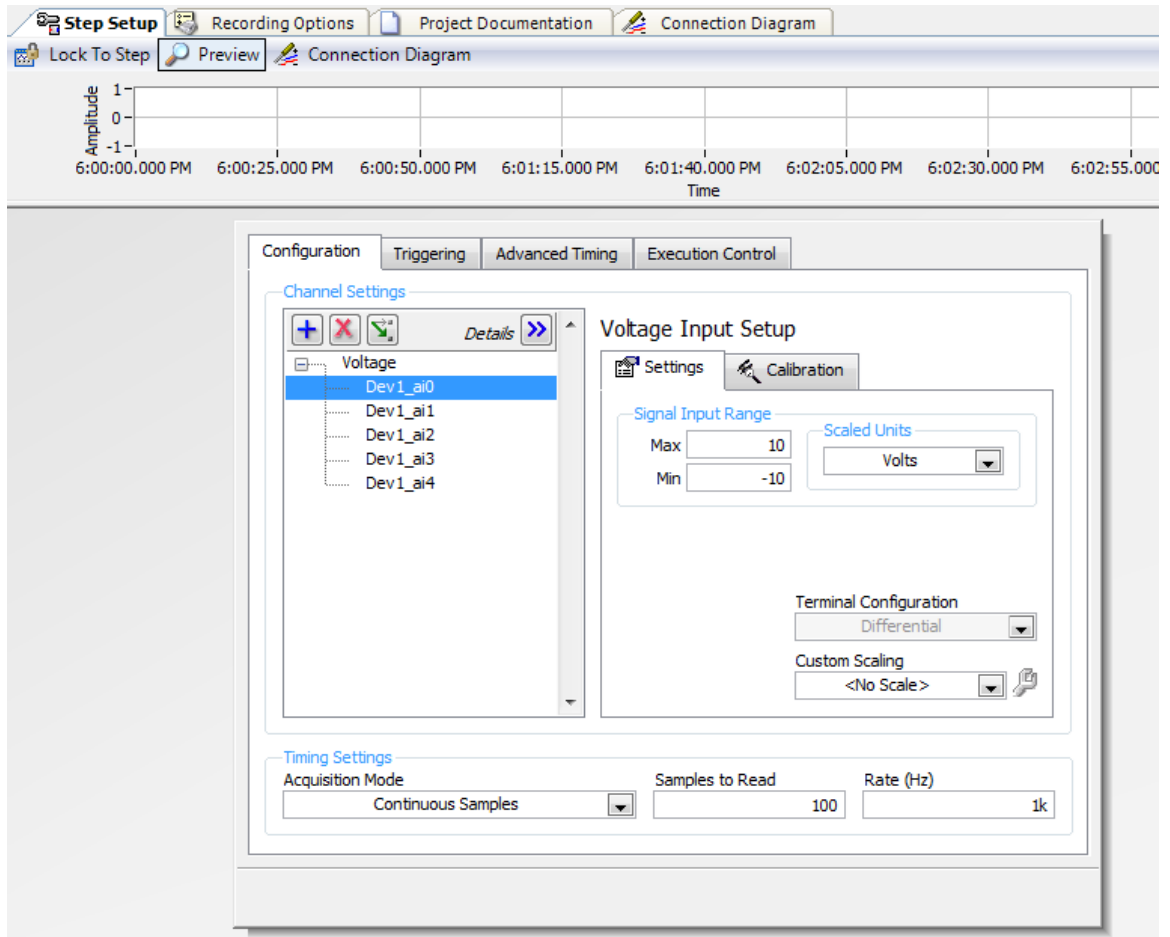 Step Setup Recording Options Project Documentation Connection Diagram
Lock To Step Preview Connection Diagram
Amplitude
1
0
-1
6:00:00.000 PM 6:00:25.000 PM 6:00:50.000 PM 6:01:15.000 PM 6:01:40.000 PM 6:02:05.000 PM 6:02:30.000 PM 6:02:55.000
Time
Configuration Triggering Advanced Timing Execution Control
Channel Settings
Details
Voltage
Dev1_ai0
Dev1_ai1
Dev1_ai2
Dev1_ai3
Dev1_ai4
Voltage Input Setup
Settings Calibration
Signal Input Range
Max 10
Min -10
Scaled Units
Volts
Terminal Configuration
Differential
Custom Scaling
<No Scale>
Timing Settings
Acquisition Mode Samples to Read Rate (Hz)
Continuous Samples 100 1k